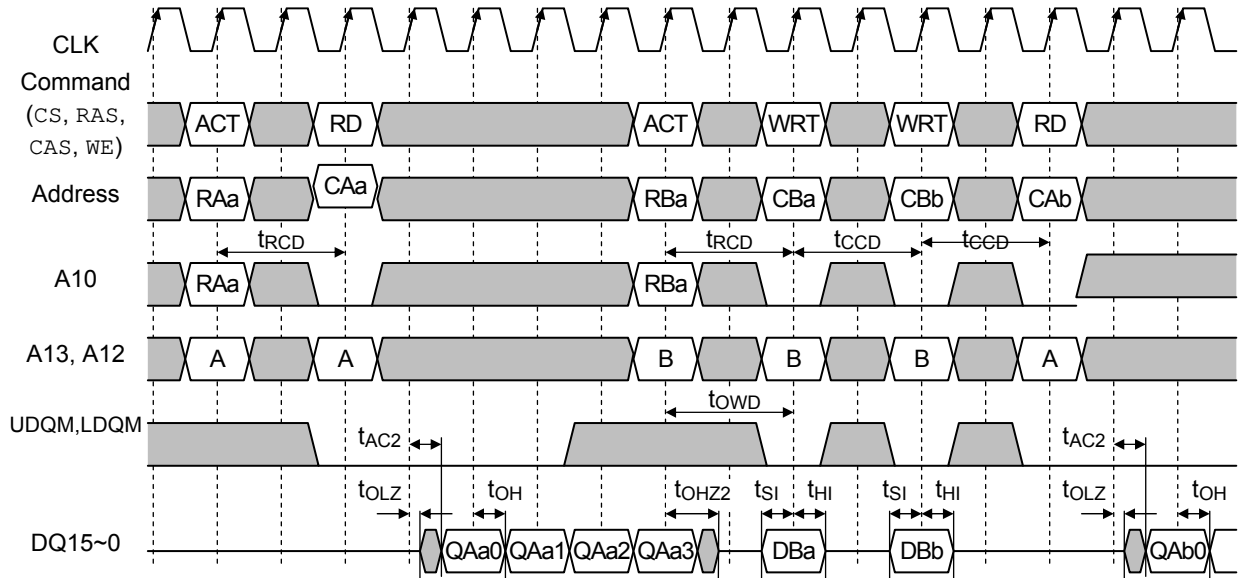 CLK
Command
(CS, RAS,
CAS, WE)
ACT RD ACT WRT WRT RD
Address
RAa CAa RBa CBa CBb CAb
tRCD tRCD tCCD tCCD
A10
RAa RBa
A13, A12
A A B B B A
tOWD
UDQM,LDQM
tAC2 tAC2
tOLZ tOH tOHZ2 tSI tHI tSI tHI tOLZ tOH
DQ15~0
QAa0 QAa1 QAa2 QAa3 DBa DBb QAb0